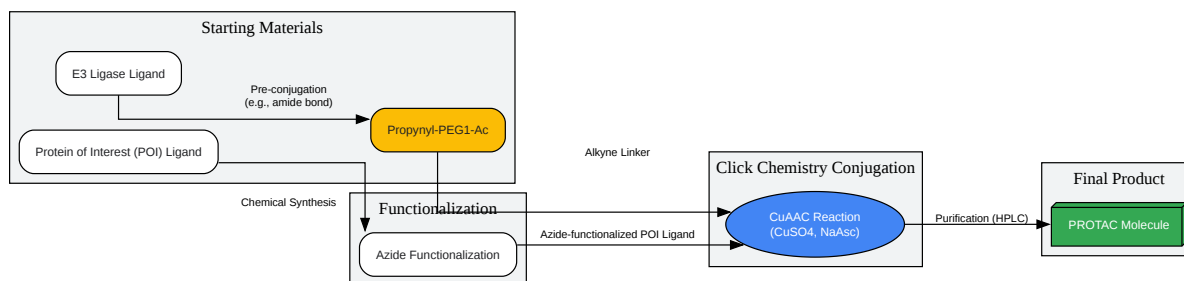 Starting Materials
E3 Ligase Ligand
Pre-conjugation
(e.g., amide bond)
Propynyl-PEG1-Ac
Protein of Interest (POI) Ligand
Alkyne Linker
Click Chemistry Conjugation
Final Product
Chemical Synthesis
Functionalization
CuAAC Reaction
(CuSO4, NaAsc)
Purification (HPLC)
PROTAC Molecule
Azide-functionalized POI Ligand
Azide Functionalization